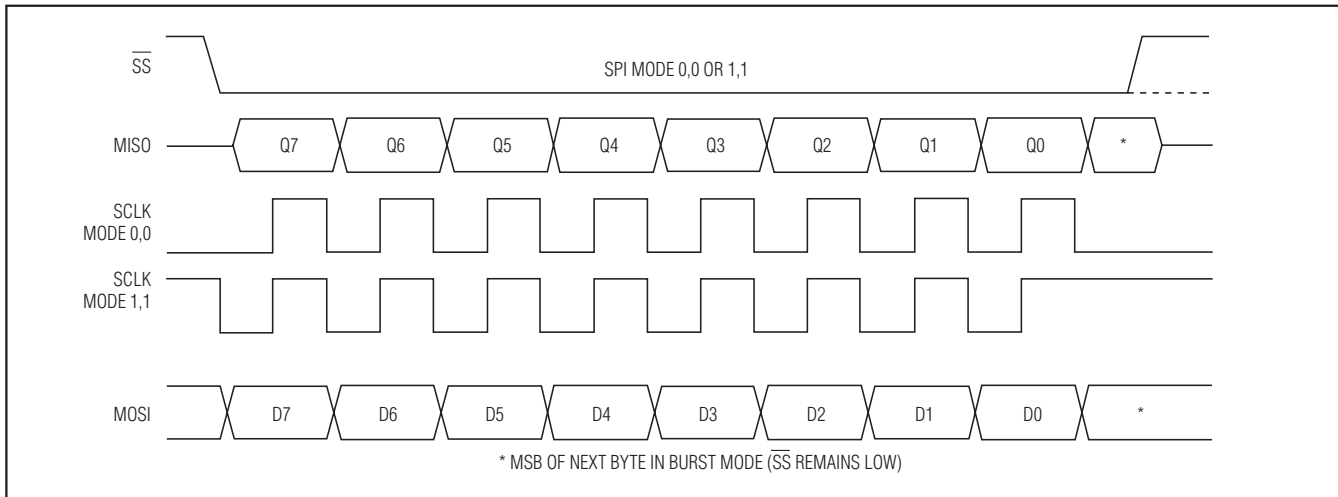 SS
SPI MODE 0,0 OR 1,1
MISO
Q7 Q6 Q5 Q4 Q3 Q2 Q1 Q0 *
SCLK
MODE 0,0
SCLK
MODE 1,1
MOSI
D7 D6 D5 D4 D3 D2 D1 D0 *
* MSB OF NEXT BYTE IN BURST MODE (SS REMAINS LOW)